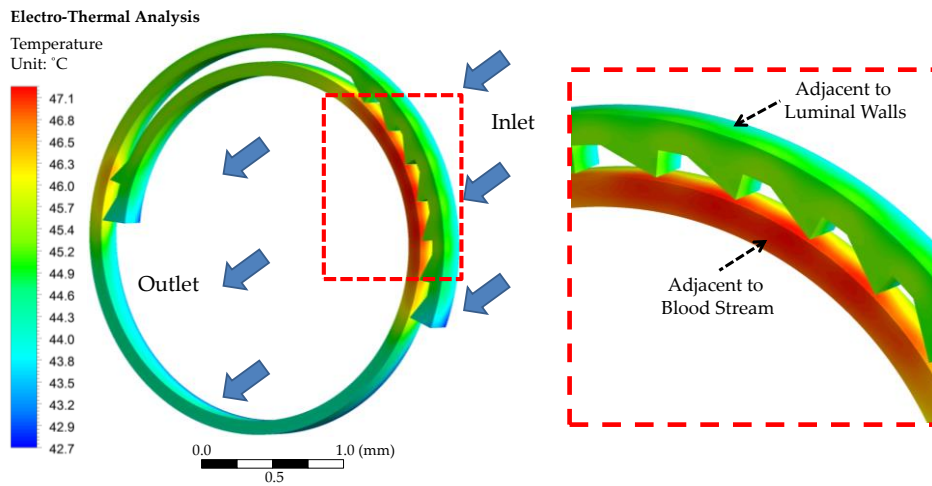 Electro-Thermal Analysis
Temperature
Unit: ˚C
47.1
46.8
46.3
46.0
45.7
45.4
45.2
44.9
44.6
44.3
44.0
43.8
43.5
43.2
42.9
42.7
Inlet
Outlet
0.0
1.0 (mm)
0.5
Adjacent to
Luminal Walls
Adjacent to
Blood Stream